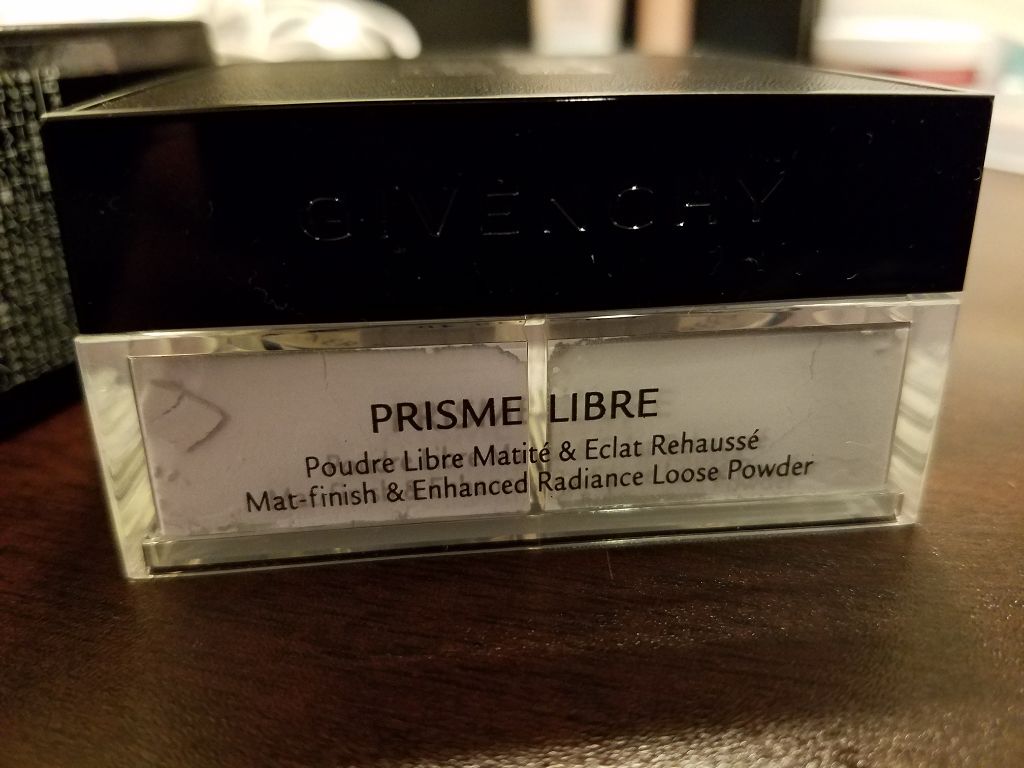 GIVENCHY
PRISME LIBRE
Poudre Libre Matité & Eclat Rehaussé
Mat-finish & Enhanced Radiance Loose Powder